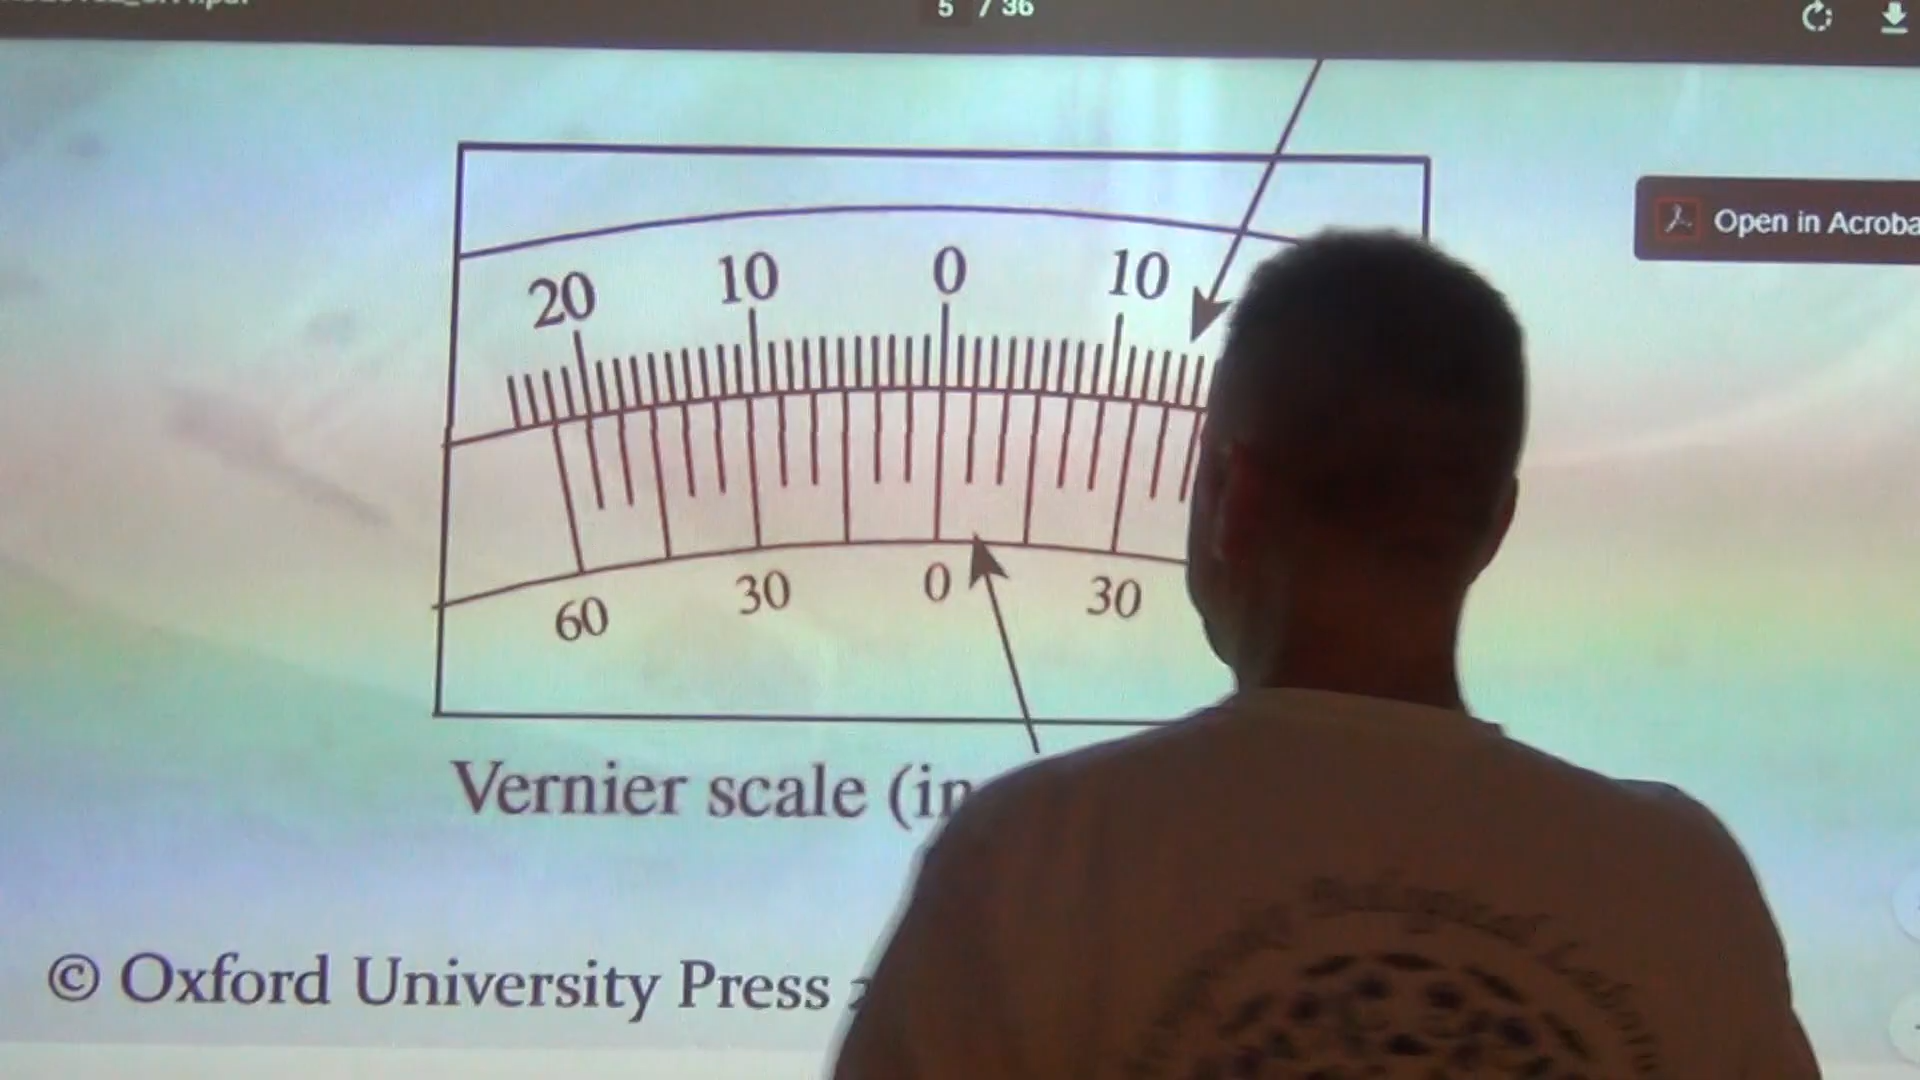 5 / 36
Open in Acroba
20 10 0 10
60 30 0 30
Vernier scale (in
© Oxford University Press